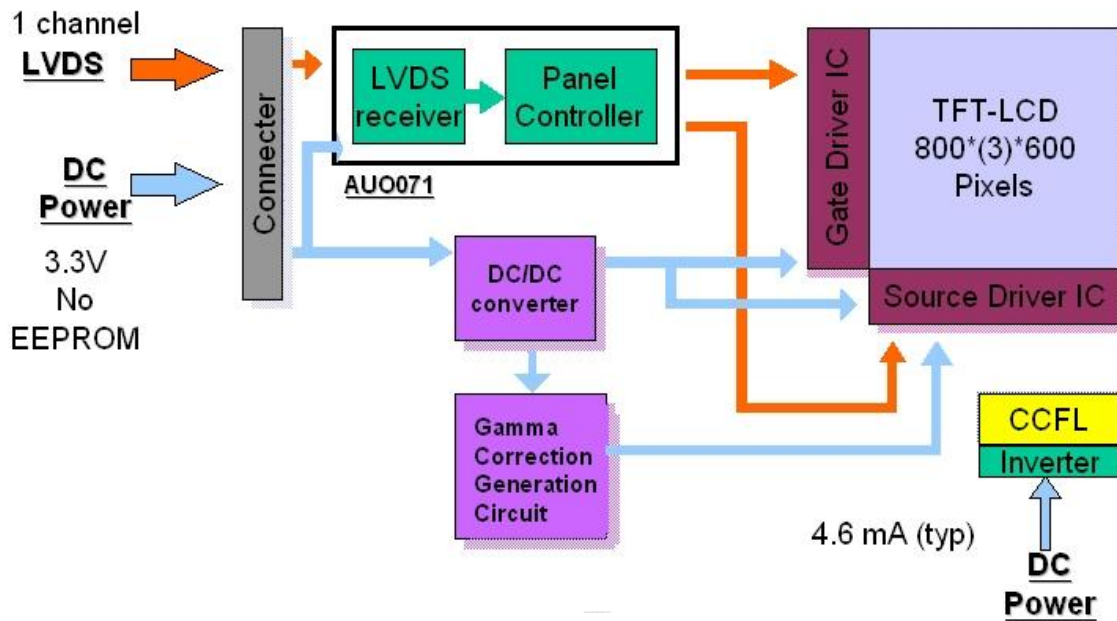 1 channel
LVDS
DC
Power
3.3V
No
EEPROM
Connecter
LVDS
receiver
Panel
Controller
AUO071
DC/DC
converter
Gamma
Correction
Generation
Circuit
Gate Driver IC
TFT-LCD
800*(3)*600
Pixels
Source Driver IC
CCFL
Inverter
4.6 mA (typ)
DC
Power